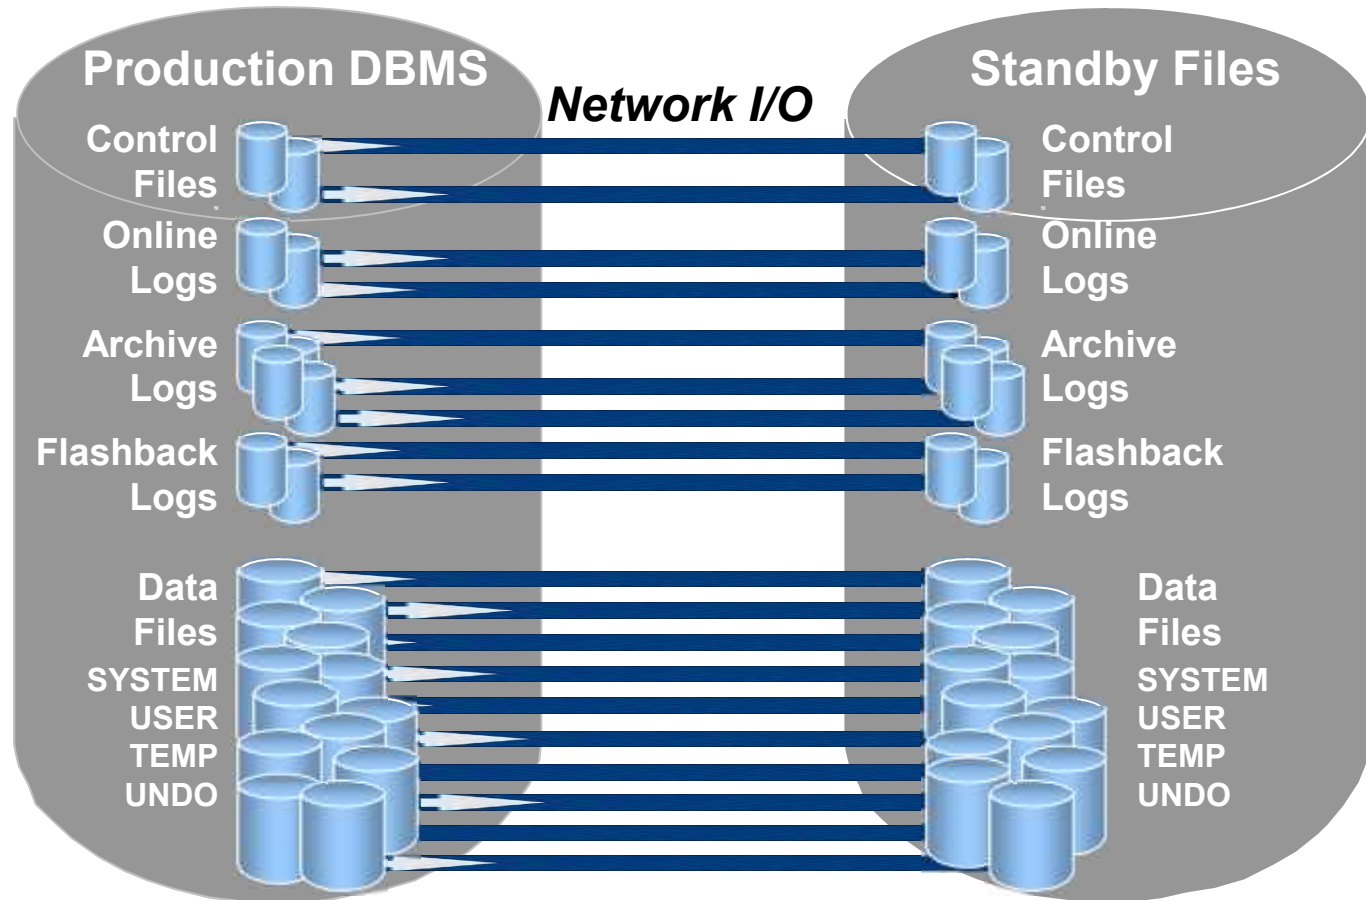 Production DBMS
Network I/O
Standby Files
Control
Files
Online
Logs
Archive
Logs
Flashback
Logs
Data
Files
SYSTEM
USER
TEMP
UNDO
Control
Files
Online
Logs
Archive
Logs
Flashback
Logs
Data
Files
SYSTEM
USER
TEMP
UNDO